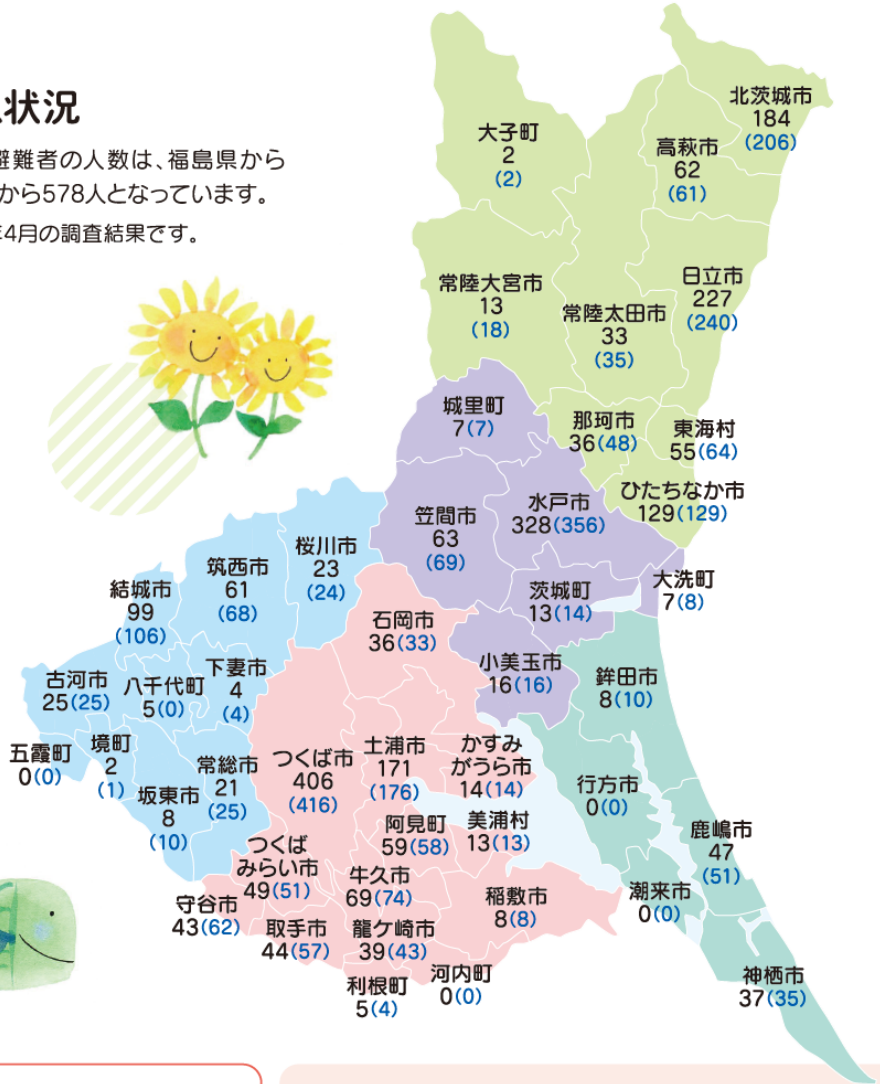 状況
避難者の人数は、福島県から
から578人となっています。
年4月の調査結果です。
北茨城市
184
(206)
大子町
2
(2)
高萩市
62
(61)
常陸大宮市
13
(18)
常陸太田市
33
(35)
日立市
227
(240)
城里町
7(7)
那珂市
36(48)
東海村
55(64)
ひたちなか市
129(129)
笠間市
63
(69)
水戸市
328(356)
桜川市
23
(24)
筑西市
61
(68)
結城市
99
(106)
茨城町
13(14)
大洗町
7(8)
石岡市
36(33)
小美玉市
16(16)
鉾田市
8(10)
古河市
25(25)
八千代町
5(0)
下妻市
4
(4)
五霞町
0(0)
境町
2
(1)
坂東市
8
(10)
常総市
21
(25)
つくば市
406
(416)
土浦市
171
(176)
かすみ
がうら市
14(14)
行方市
0(0)
阿見町
59(58)
美浦村
13(13)
鹿嶋市
47
(51)
つくば
みらい市
49(51)
牛久市
69(74)
稲敷市
8(8)
潮来市
0(0)
守谷市
43(62)
取手市
44(57)
龍ケ崎市
39(43)
利根町
5(4)
河内町
0(0)
神栖市
37(35)